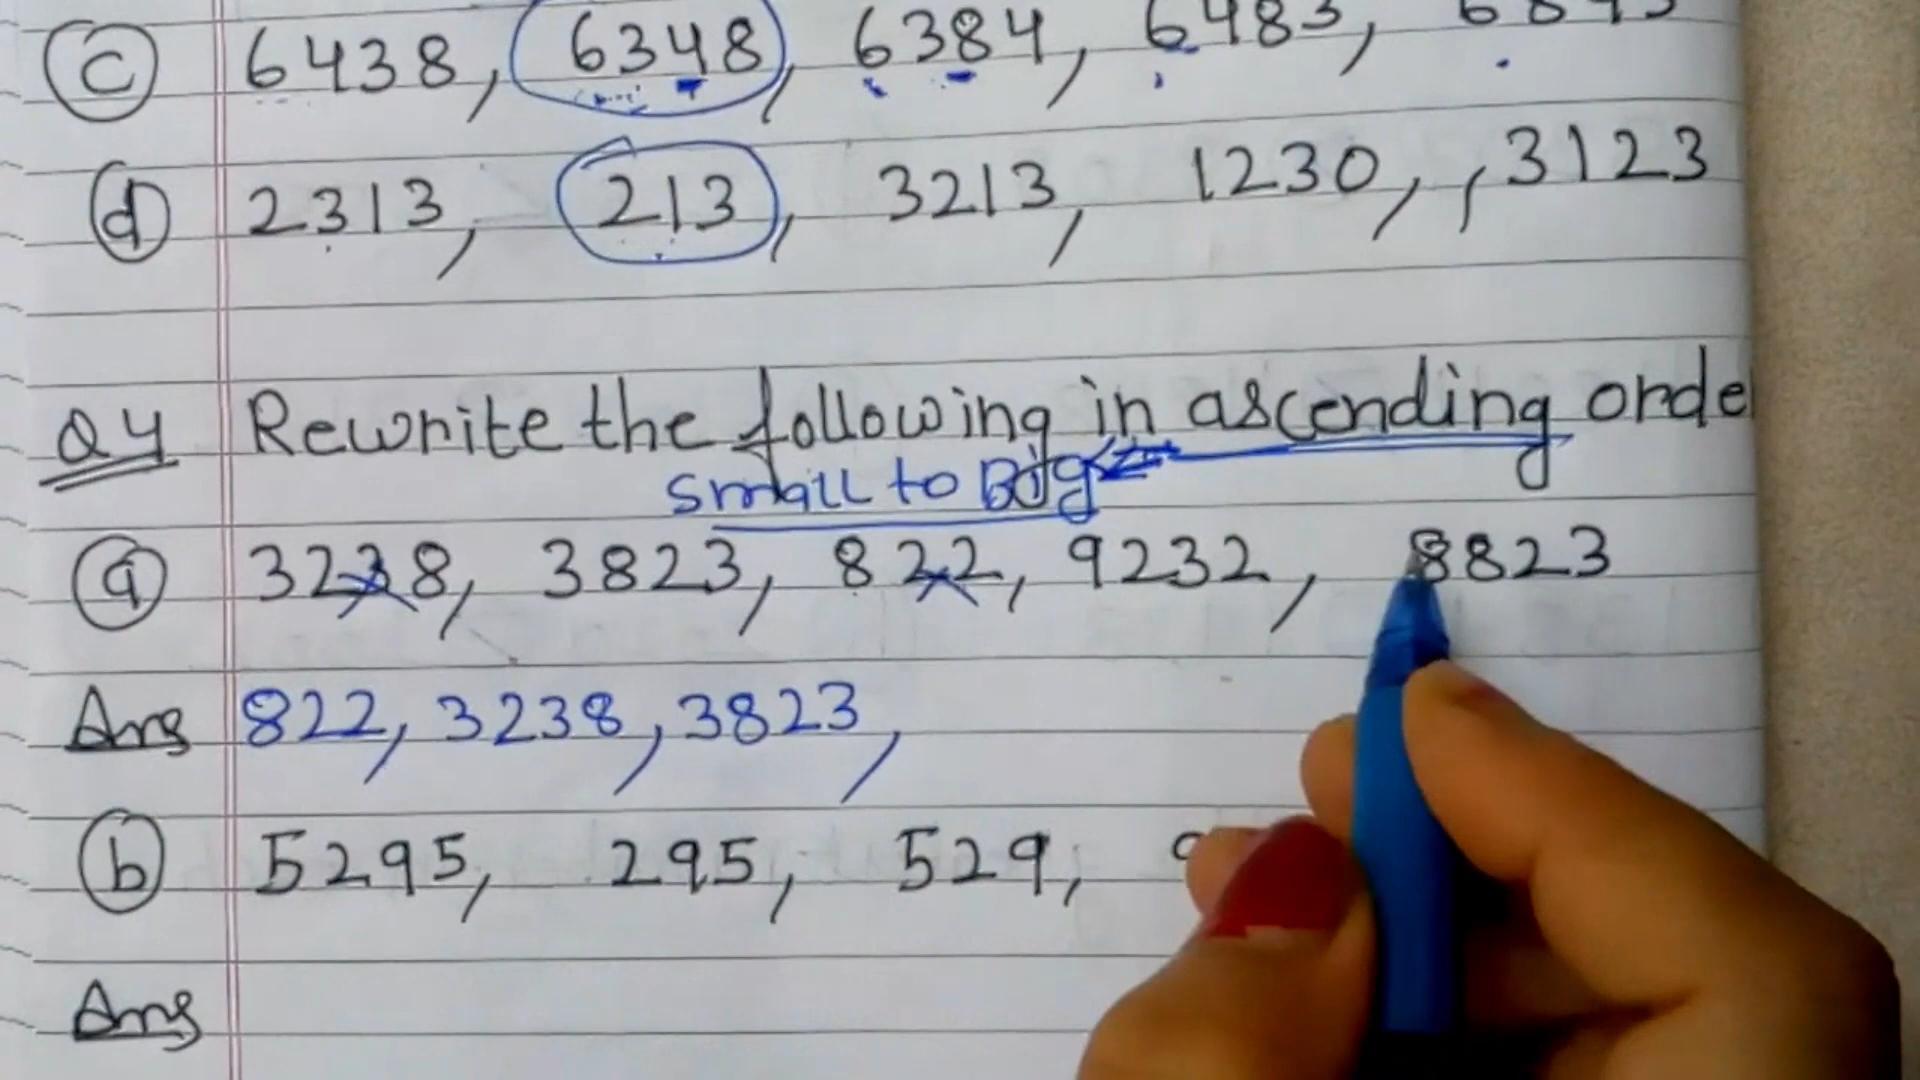 c 6438, 6348, 6384, 6483,
d 2313, 213, 3213, 1230, , 3123
Q4 Rewrite the following in ascending orde
small to Big
a 3238, 3823, 822, 9232, 8823
Ans 822, 3238, 3823,
b 5295, 295, 529,
Ans